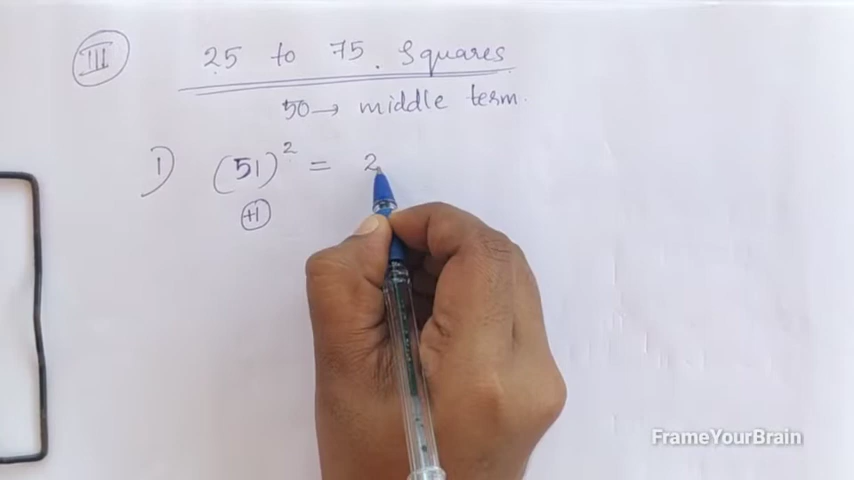 III 25 to 75. Squares
50 → middle term.
1) (51)² = 2
+1
FrameYourBrain